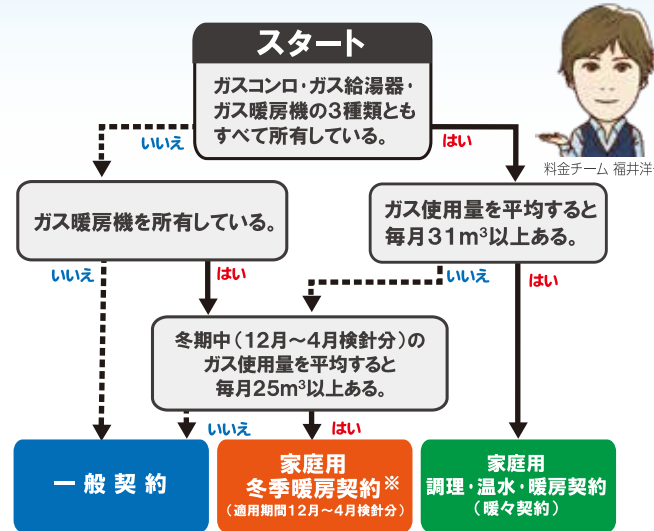 スタート
ガスコンロ・ガス給湯器・
ガス暖房機の3種類とも
すべて所有している。
いいえ
はい
料金チーム 福井洋
ガス暖房機を所有している。
ガス使用量を平均すると
毎月31m³以上ある。
いいえ
はい
いいえ
はい
冬期中(12月〜4月検針分)の
ガス使用量を平均すると
毎月25m³以上ある。
いいえ
はい
一般契約
家庭用
冬季暖房契約※
(適用期間12月〜4月検針分)
家庭用
調理・温水・暖房契約
(暖々契約)